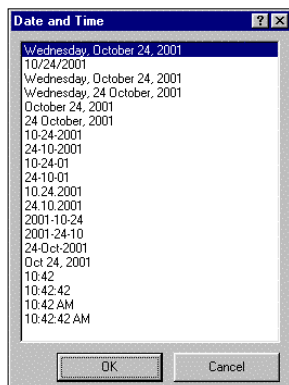 Date and Time
Wednesday, October 24, 2001
10/24/2001
Wednesday, October 24, 2001
Wednesday, 24 October, 2001
October 24, 2001
24 October, 2001
10-24-2001
24-10-2001
10-24-01
24-10-01
10.24.2001
24.10.2001
2001-10-24
2001-24-10
24-Oct-2001
Oct 24, 2001
10:42
10:42:42
10:42 AM
10:42:42 AM
OK
Cancel